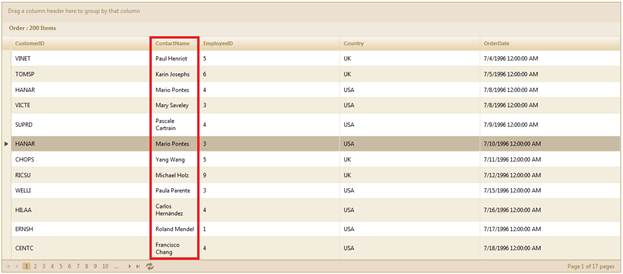 Drag a column header here to group by that column
Order : 200 Items
CustomerID ContactName EmployeeID Country OrderDate
VINET Paul Henriot 5 UK 7/4/1996 12:00:00 AM
TOMSP Karin Josephs 6 UK 7/5/1996 12:00:00 AM
HANAR Mario Pontes 4 USA 7/8/1996 12:00:00 AM
VICTE Mary Saveley 3 USA 7/8/1996 12:00:00 AM
SUPRD Pascale Cartrain 4 USA 7/9/1996 12:00:00 AM
HANAR Mario Pontes 3 USA 7/10/1996 12:00:00 AM
CHOPS Yang Wang 5 UK 7/11/1996 12:00:00 AM
RICSU Michael Holz 9 UK 7/12/1996 12:00:00 AM
WELLI Paula Parente 3 USA 7/15/1996 12:00:00 AM
HILAA Carlos Hernández 4 USA 7/16/1996 12:00:00 AM
ERNSH Roland Mendel 1 USA 7/17/1996 12:00:00 AM
CENTC Francisco Chang 4 USA 7/18/1996 12:00:00 AM
1 2 3 4 5 6 7 8 9 10 ... Page 1 of 17 pages